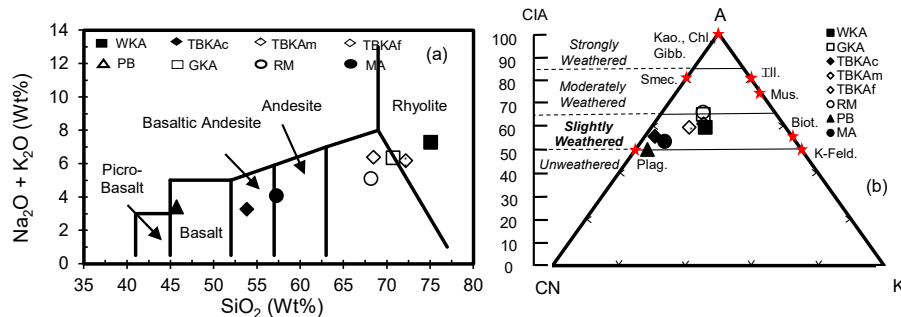 14
12
10
8
6
4
2
0
Na2O + K2O (Wt%)
WKA
TBKAc
TBKAm
TBKAf
PB
GKA
RM
MA
(a)
Andesite
Rhyolite
Basaltic Andesite
Picro-
Basalt
Basalt
35 45 50 55 60 65 70 75 80
SiO2 (Wt%)
CIA
100
90
80
70
60
50
40
30
20
10
0
A
Kao., Chl.
Gibb.
Strongly
Weathered
Smec.
Ill.
Moderately
Weathered
Mus.
Slightly
Weathered
Biot.
Unweathered
Plag.
K-Feld.
WKA
GKA
TBKAc
TBKAm
TBKAf
RM
PB
MA
(b)
CN
K